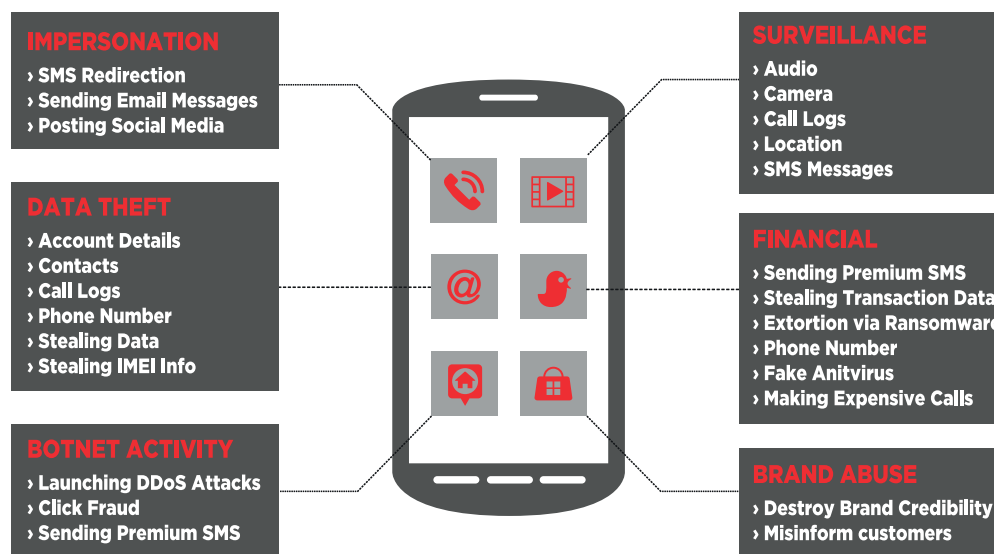 IMPERSONATION
› SMS Redirection
› Sending Email Messages
› Posting Social Media
DATA THEFT
› Account Details
› Contacts
› Call Logs
› Phone Number
› Stealing Data
› Stealing IMEI Info
BOTNET ACTIVITY
› Launching DDoS Attacks
› Click Fraud
› Sending Premium SMS
@
SURVEILLANCE
› Audio
› Camera
› Call Logs
› Location
› SMS Messages
FINANCIAL
› Sending Premium SMS
› Stealing Transaction Data
› Extortion via Ransomware
› Phone Number
› Fake Anitvirus
› Making Expensive Calls
BRAND ABUSE
› Destroy Brand Credibility
› Misinform customers